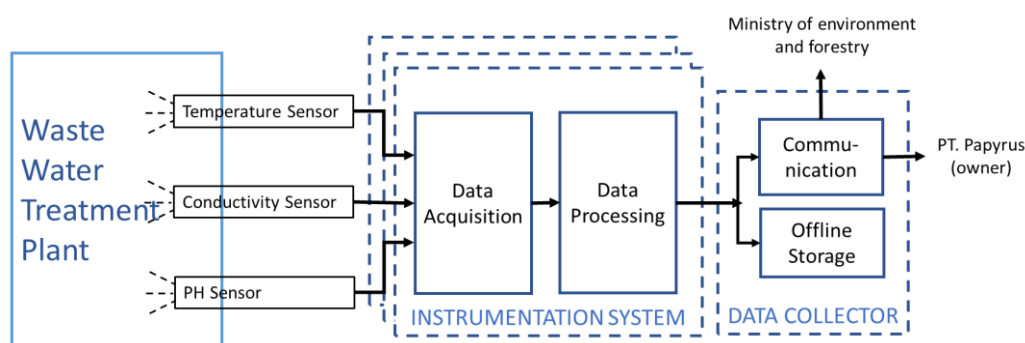 Ministry of environment
and forestry
Waste
Water
Treatment
Plant
Temperature Sensor
Conductivity Sensor
PH Sensor
Data
Acquisition
Data
Processing
INSTRUMENTATION SYSTEM
Commu-
nication
Offline
Storage
DATA COLLECTOR
PT. Papyrus
(owner)